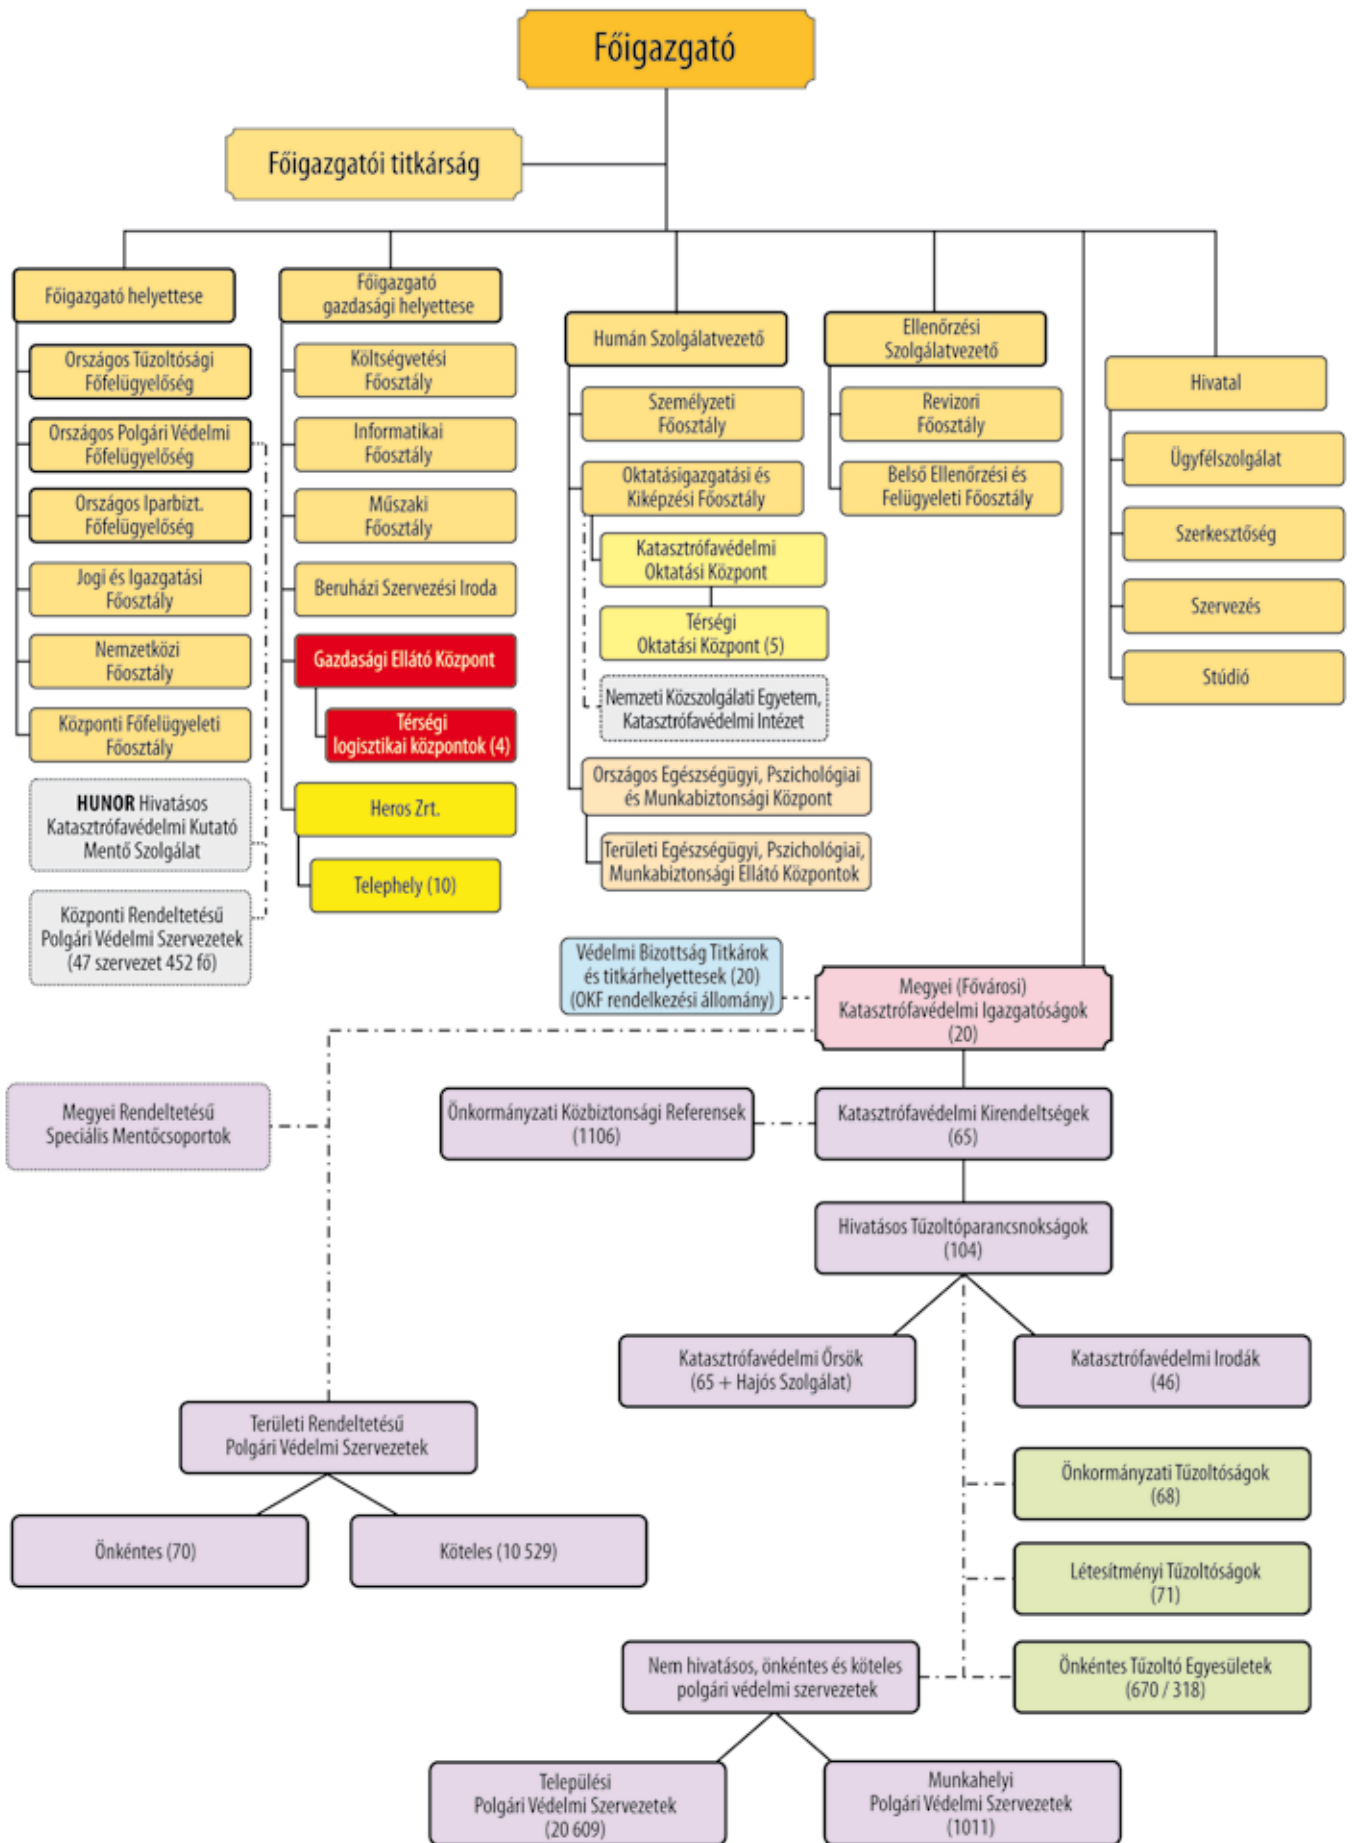 Főigazgató
Főigazgatói titkárság
Főigazgató helyettese
Országos Tűzoltósági
Főfelügyelőség
Országos Polgári Védelmi
Főfelügyelőség
Országos Iparbizt.
Főfelügyelőség
Jogi és Igazgatási
Főosztály
Nemzetközi
Főosztály
Központi Főfelügyeleti
Főosztály
HUNOR Hivatásos
Katasztrófavédelmi Kutató
Mentő Szolgálat
Központi Rendeltetésű
Polgári Védelmi Szervezetek
(47 szervezet 452 fő)
Főigazgató
gazdasági helyettese
Költségvetési
Főosztály
Informatikai
Főosztály
Műszaki
Főosztály
Beruházi Szervezési Iroda
Gazdasági Ellátó Központ
Térségi
logisztikai központok (4)
Heros Zrt.
Telephely (10)
Humán Szolgálatvezető
Személyzeti
Főosztály
Oktatásigazgatási és
Kiképzési Főosztály
Katasztrófavédelmi
Oktatási Központ
Térségi
Oktatási Központ (5)
Nemzeti Közszolgálati Egyetem,
Katasztrófavédelmi Intézet
Országos Egészségügyi, Pszichológiai
és Munkabiztonsági Központ
Területi Egészségügyi, Pszichológiai,
Munkabiztonsági Ellátó Központok
Ellenőrzési
Szolgálatvezető
Revizori
Főosztály
Belső Ellenőrzési és
Felügyeleti Főosztály
Hivatal
Ügyfélszolgálat
Szerkesztőség
Szervezés
Stúdió
Védelmi Bizottság Titkárok
és titkárhelyettesek (20)
(OKF rendelkezési állomány)
Megyei (Fővárosi)
Katasztrófavédelmi Igazgatóságok
(20)
Megyei Rendeltetésű
Speciális Mentőcsoportok
Önkormányzati Közbiztonsági Referensek
(1106)
Katasztrófavédelmi Kirendeltségek
(65)
Hivatásos Tűzoltóparancsnokságok
(104)
Katasztrófavédelmi Őrsök
(65 + Hajós Szolgálat)
Katasztrófavédelmi Irodák
(46)
Területi Rendeltetésű
Polgári Védelmi Szervezetek
Önkéntes (70)
Köteles (10 529)
Önkormányzati Tűzoltóságok
(68)
Létesítményi Tűzoltóságok
(71)
Nem hivatásos, önkéntes és köteles
polgári védelmi szervezetek
Önkéntes Tűzoltó Egyesületek
(670 / 318)
Települési
Polgári Védelmi Szervezetek
(20 609)
Munkahelyi
Polgári Védelmi Szervezetek
(1011)